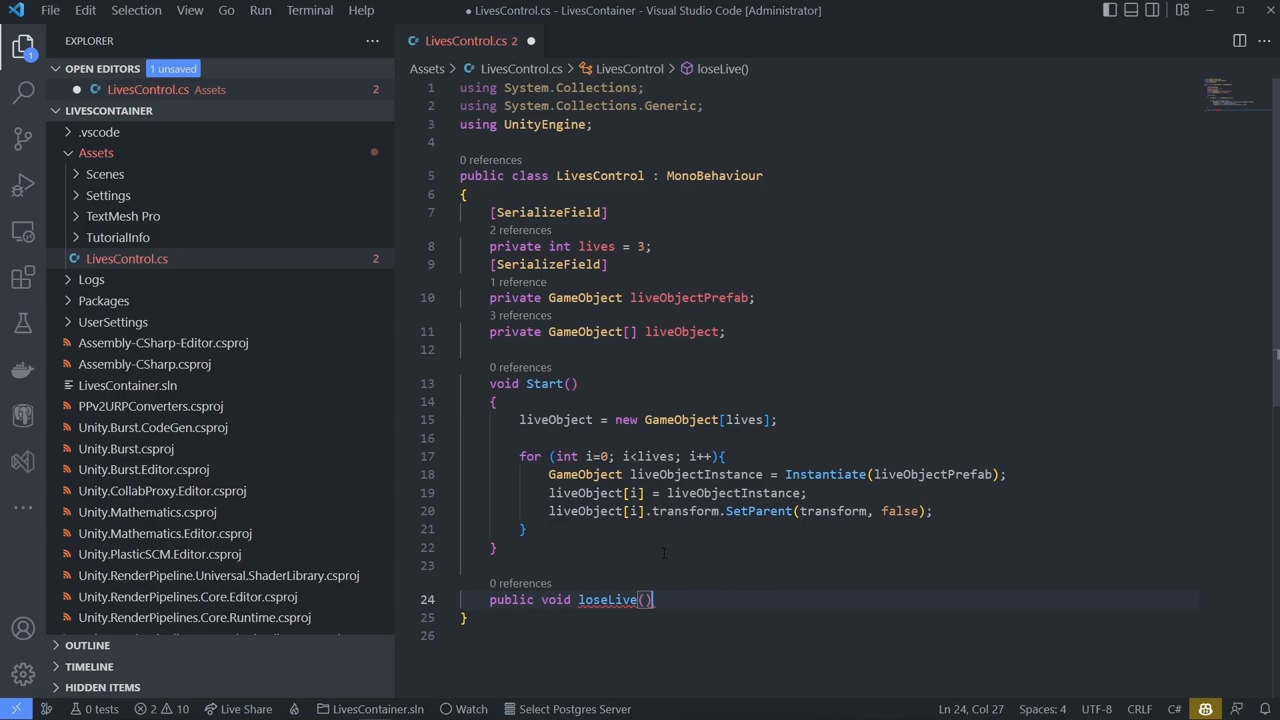 File Edit Selection View Go Run Terminal Help
● LivesControl.cs - LivesContainer - Visual Studio Code [Administrator]
EXPLORER
LivesControl.cs 2
OPEN EDITORS 1 unsaved
Assets > LivesControl.cs > LivesControl > loseLive()
LivesControl.cs Assets 2
LIVESCONTAINER
.vscode
Assets
Scenes
Settings
TextMesh Pro
TutorialInfo
LivesControl.cs 2
Logs
Packages
UserSettings
Assembly-CSharp-Editor.csproj
Assembly-CSharp.csproj
LivesContainer.sln
PPv2URPConverters.csproj
Unity.Burst.CodeGen.csproj
Unity.Burst.csproj
Unity.Burst.Editor.csproj
Unity.CollabProxy.Editor.csproj
Unity.Mathematics.csproj
Unity.Mathematics.Editor.csproj
Unity.PlasticSCM.Editor.csproj
Unity.RenderPipeline.Universal.ShaderLibrary.csproj
Unity.RenderPipelines.Core.Editor.csproj
Unity.RenderPipelines.Core.Runtime.csproj
OUTLINE
TIMELINE
HIDDEN ITEMS
1 using System.Collections;
2 using System.Collections.Generic;
3 using UnityEngine;
4
0 references
5 public class LivesControl : MonoBehaviour
6 {
7 [SerializeField]
2 references
8 private int lives = 3;
9 [SerializeField]
1 reference
10 private GameObject liveObjectPrefab;
3 references
11 private GameObject[] liveObject;
12
0 references
13 void Start()
14 {
15 liveObject = new GameObject[lives];
16
17 for (int i=0; i<lives; i++){
18 GameObject liveObjectInstance = Instantiate(liveObjectPrefab);
19 liveObject[i] = liveObjectInstance;
20 liveObject[i].transform.SetParent(transform, false);
21 }
22 }
23
0 references
24 public void loseLive()
25 }
26
0 tests 2 10 Live Share LivesContainer.sln Watch Select Postgres Server Ln 24, Col 27 Spaces: 4 UTF-8 CRLF C#